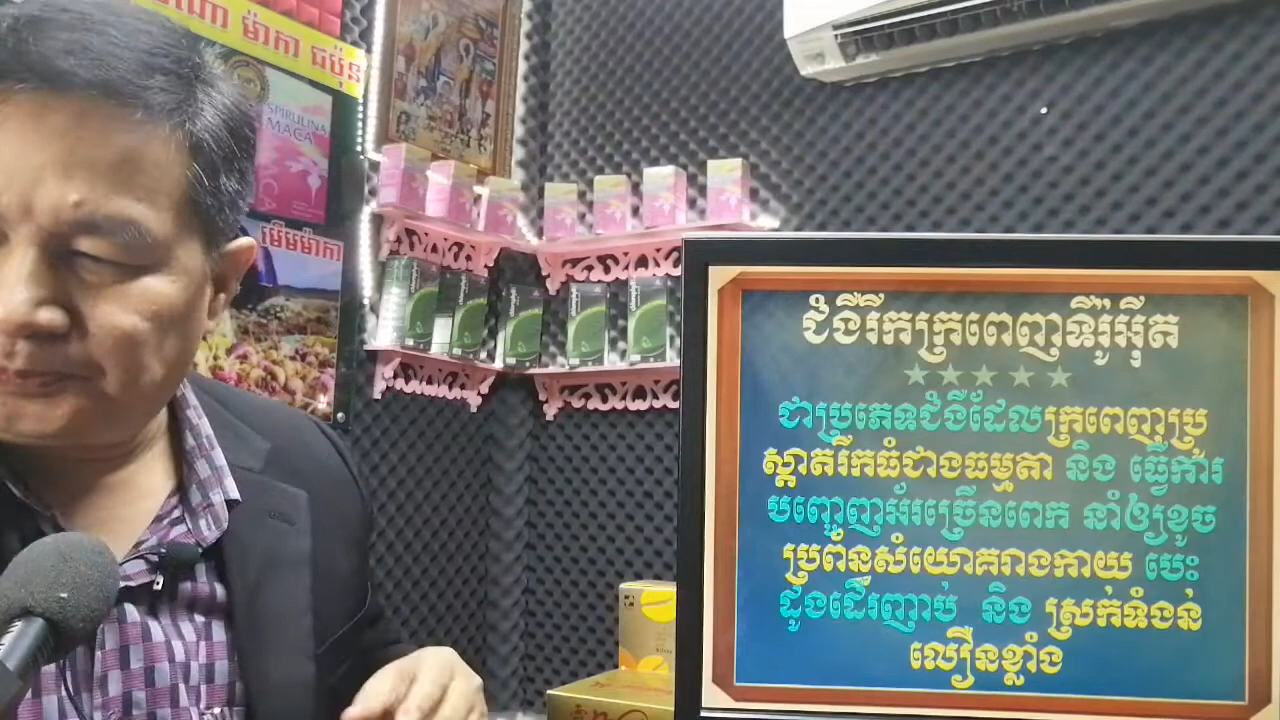 ម៉ាកា ជប៉ុន
SPIRULINA
MACA
MACA
មើមម៉ាកា
ជំងឺរីកក្រពេញទីរ៉ូអ៊ីត
ជាប្រភេទជំងឺដែលក្រពេញប្រូ
ស្តាតរីកធំជាងធម្មតា និង ធ្វើការ
បញ្ចេញអ័រច្រើនពេក នាំឲ្យខូច
ប្រព័ន្ធសំយោគរាងកាយ បេះ
ដូងដើរញាប់ និង ស្រក់ទំងន់
លឿនខ្លាំង